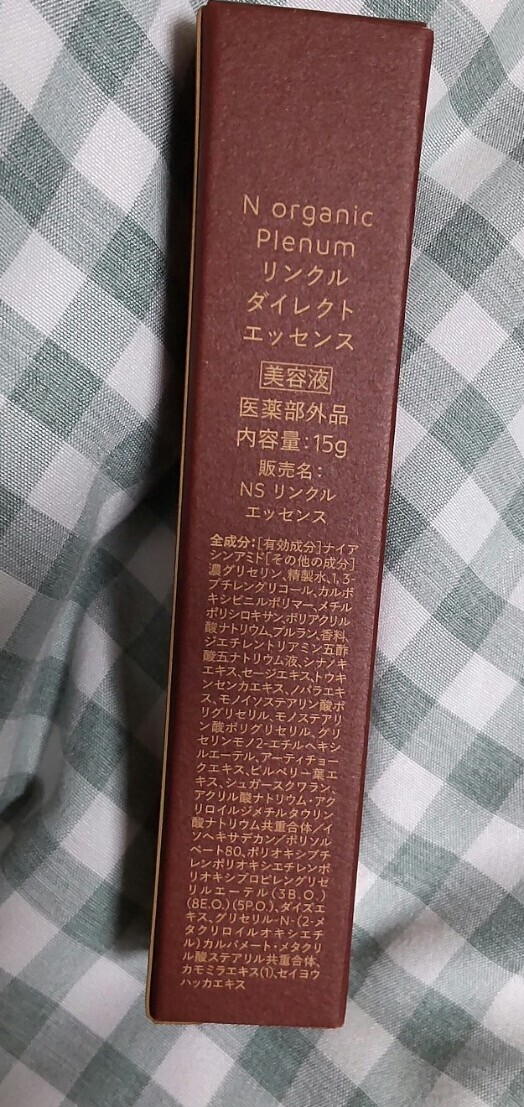 N organic
Plenum
リンクル
ダイレクト
エッセンス
美容液
医薬部外品
内容量：15g
販売名：
NS リンクル
エッセンス
全成分：[有効成分]ナイア
シンアミド[その他の成分]
濃グリセリン、精製水、1,3-
ブチレングリコール、カルボ
キシビニルポリマー、メチル
ポリシロキサン、ポリアクリル
酸ナトリウム、プルラン、香料、
ジエチレントリアミン五酢
酸五ナトリウム液、シナノキ
エキス、セージエキス、トウキ
ンセンカエキス、ノバラエキ
ス、モノイソステアリン酸ポ
リグリセリル、モノステアリ
ン酸ポリグリセリル、グリ
セリンモノ2-エチルヘキシ
ルエーテル、アーティチョー
クエキス、ビルベリー葉エ
キス、シュガースクワラン、
アクリル酸ナトリウム・アク
リロイルジメチルタウリン
酸ナトリウム共重合体/イ
ソヘキサデカン/ポリソル
ベート80、ポリオキシブチ
レンポリオキシエチレンポ
リオキシプロピレングリセ
リルエーテル(3B.O.)
(8E.O.)(5P.O.)、ダイズエ
キス、グリセリル-N-(2-メ
タクリロイルオキシエチ
ル)カルバメート・メタクリ
ル酸ステアリル共重合体、
カモミラエキス(1)、セイヨウ
ハッカエキス